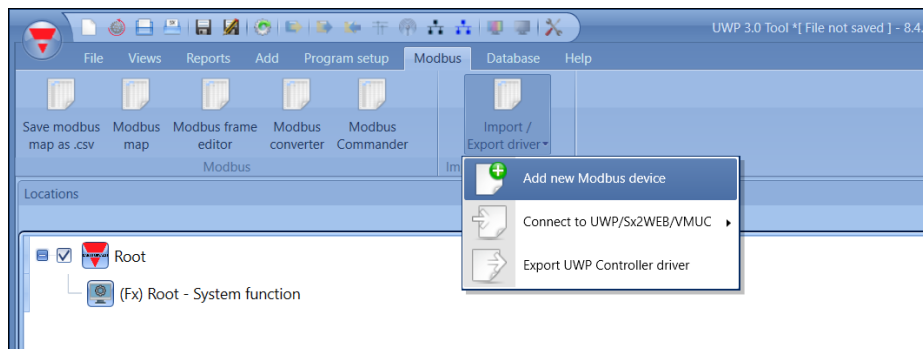 UWP 3.0 Tool *[ File not saved ] - 8.4.
File Views Reports Add Program setup Modbus Database Help
Save modbus map as .csv
Modbus map
Modbus frame editor
Modbus converter
Modbus Commander
Import / Export driver
Modbus
Im
Add new Modbus device
Connect to UWP/Sx2WEB/VMUC
Export UWP Controller driver
Locations
Root
(Fx) Root - System function